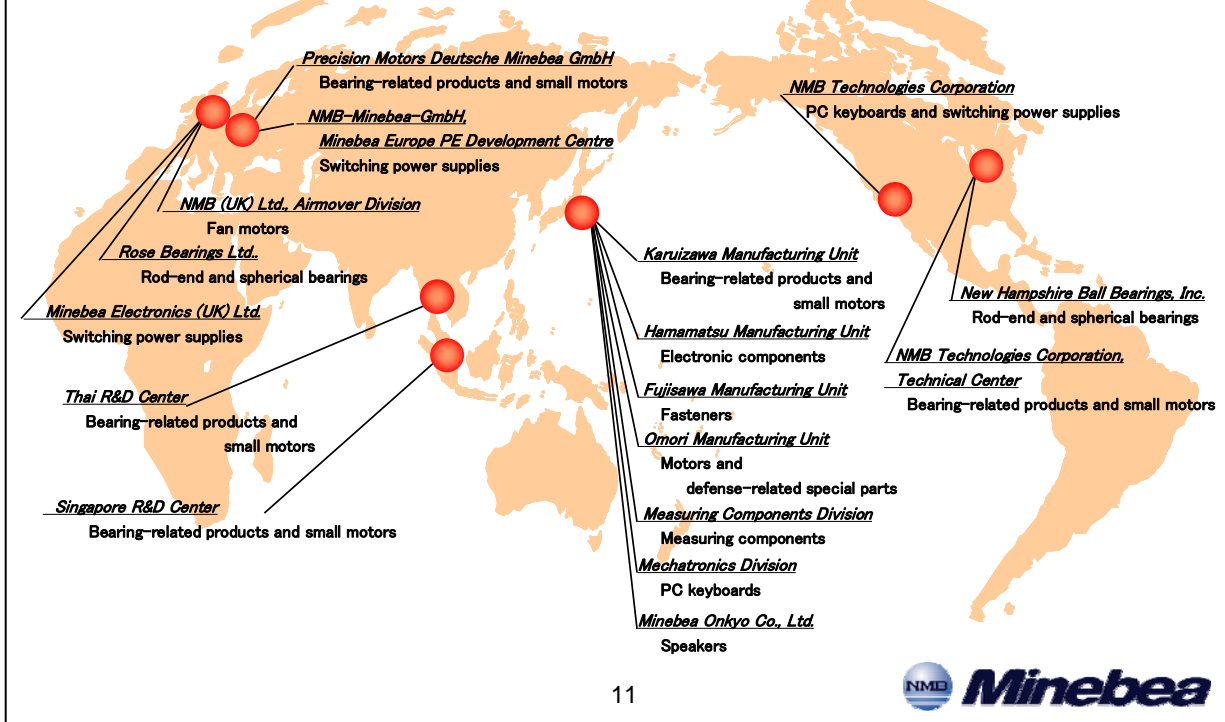 Precision Motors Deutsche Minebea GmbH
Bearing-related products and small motors
NMB-Minebea-GmbH,
Minebea Europe PE Development Centre
Switching power supplies
NMB (UK) Ltd., Airmover Division
Fan motors
Rose Bearings Ltd..
Rod-end and spherical bearings
Minebea Electronics (UK) Ltd.
Switching power supplies
Thai R&D Center
Bearing-related products and
small motors
Singapore R&D Center
Bearing-related products and small motors
Karuizawa Manufacturing Unit
Bearing-related products and
small motors
Hamamatsu Manufacturing Unit
Electronic components
Fujisawa Manufacturing Unit
Fasteners
Omori Manufacturing Unit
Motors and
defense-related special parts
Measuring Components Division
Measuring components
Mechatronics Division
PC keyboards
Minebea Onkyo Co., Ltd.
Speakers
NMB Technologies Corporation
PC keyboards and switching power supplies
New Hampshire Ball Bearings, Inc.
Rod-end and spherical bearings
NMB Technologies Corporation,
Technical Center
Bearing-related products and small motors
11
NMB Minebea